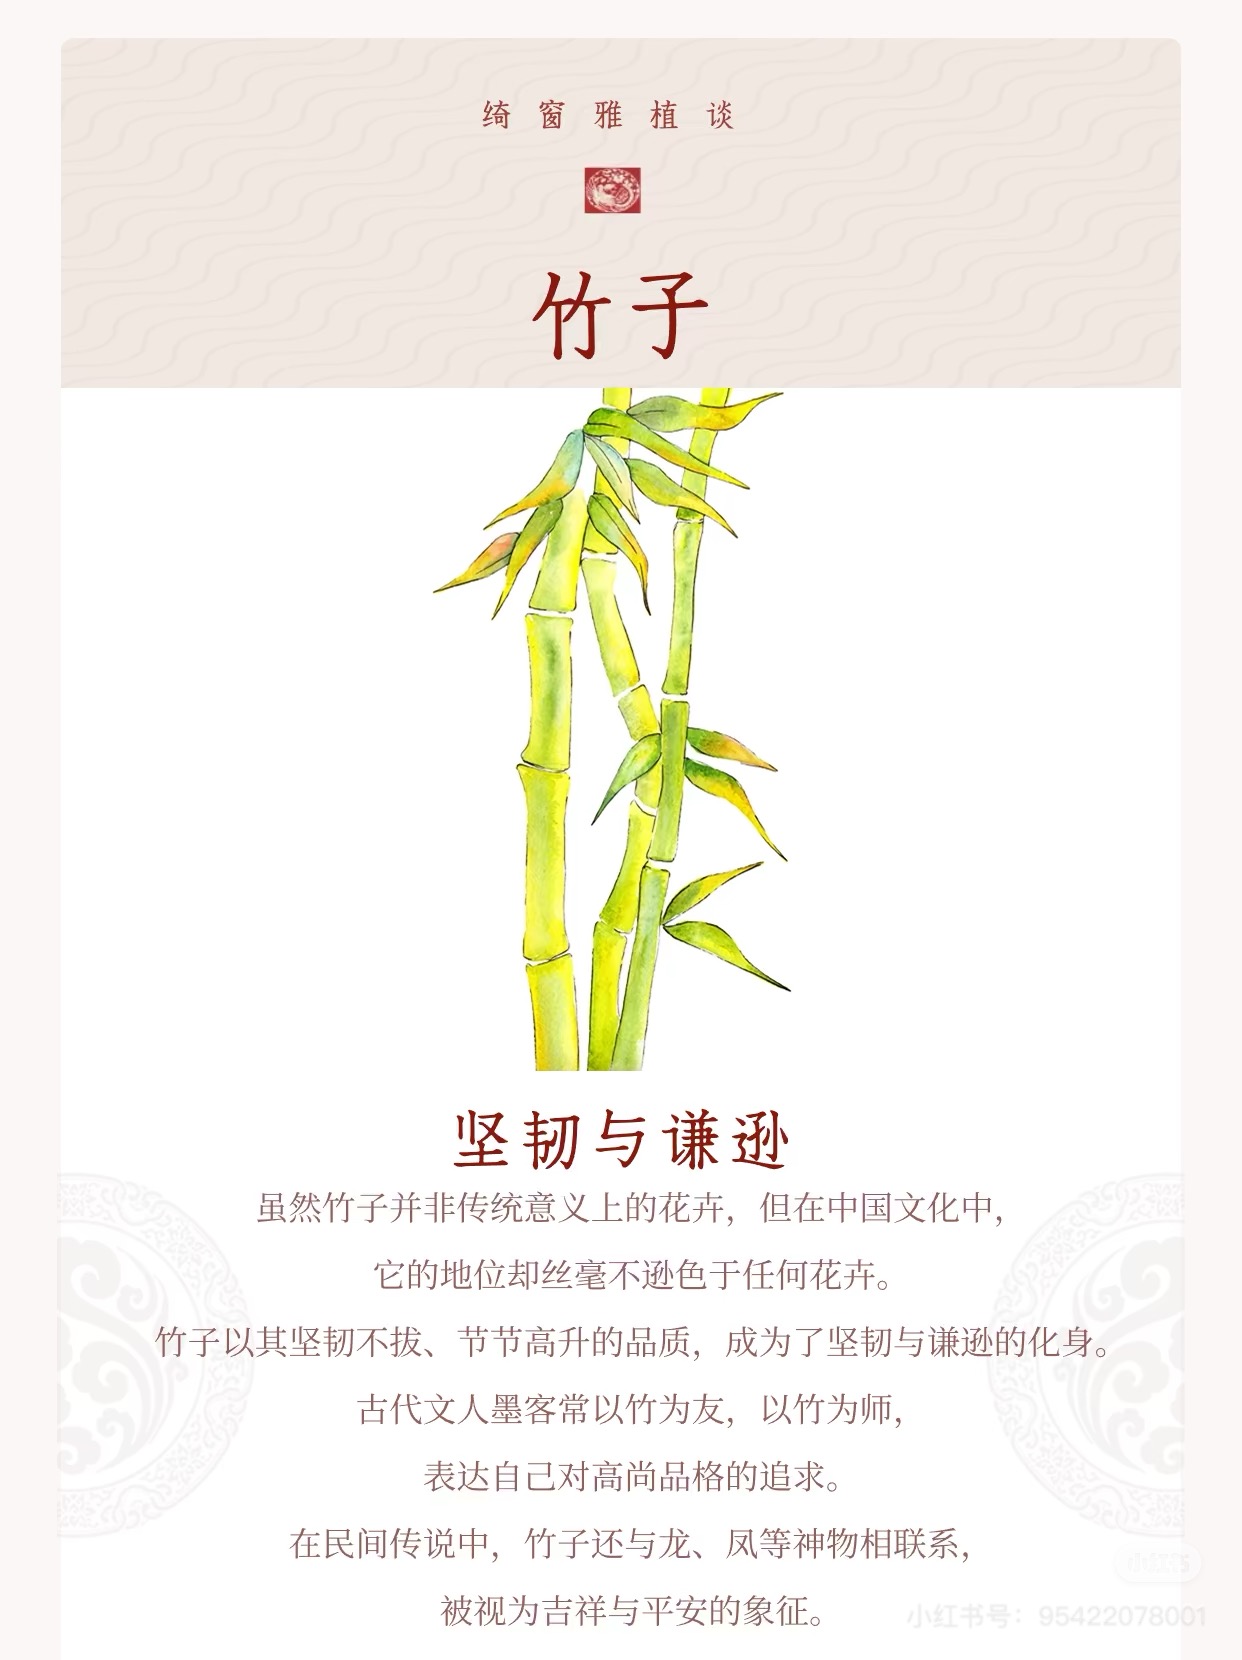 绮窗雅植谈
竹子
坚韧与谦逊
虽然竹子并非传统意义上的花卉，但在中国文化中，
它的地位却丝毫不逊色于任何花卉。
竹子以其坚韧不拔、节节高升的品质，成为了坚韧与谦逊的化身。
古代文人墨客常以竹为友，以竹为师，
表达自己对高尚品格的追求。
在民间传说中，竹子还与龙、凤等神物相联系，
被视为吉祥与平安的象征。
小红书
小红书号：95422078001